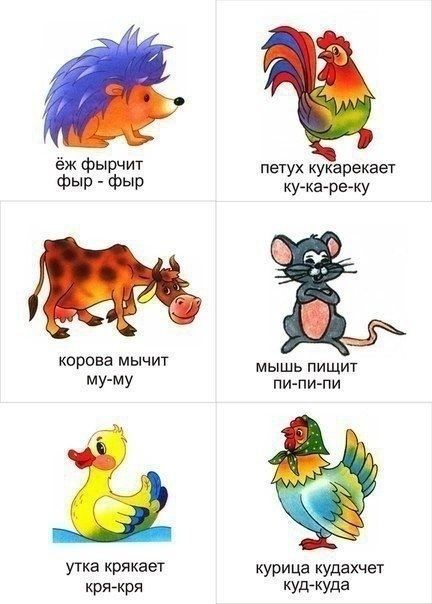 ёж фырчит
фыр - фыр
петух кукарекает
ку-ка-ре-ку
корова мычит
му-му
мышь пищит
пи-пи-пи
утка крякает
кря-кря
курица кудахчет
куд-куда